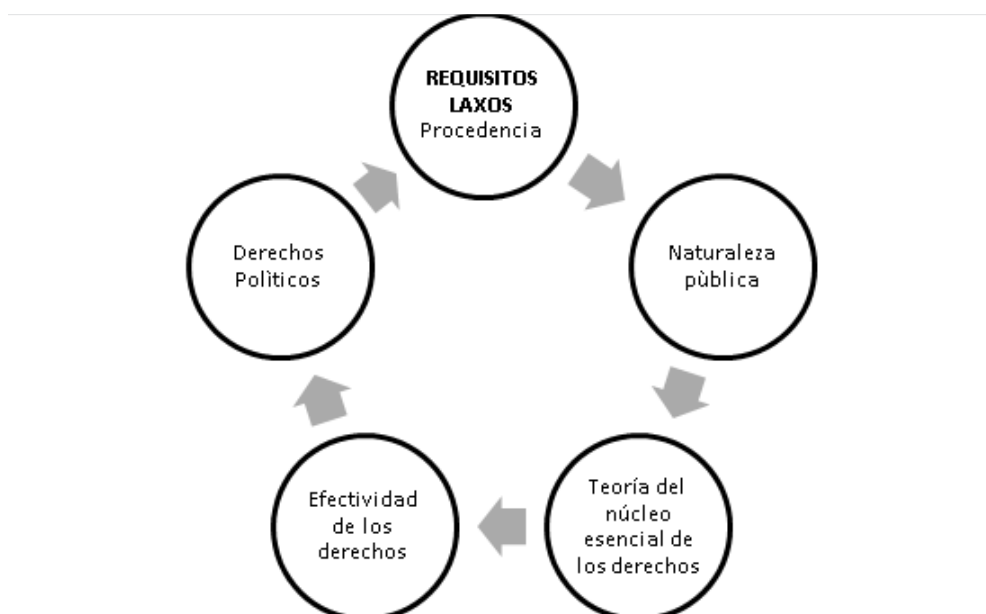 REQUISITOS
LAXOS
Procedencia
Naturaleza
pùblica
Teoría del
núcleo
esencial de
los derechos
Efectividad
de los
derechos
Derechos
Polìticos